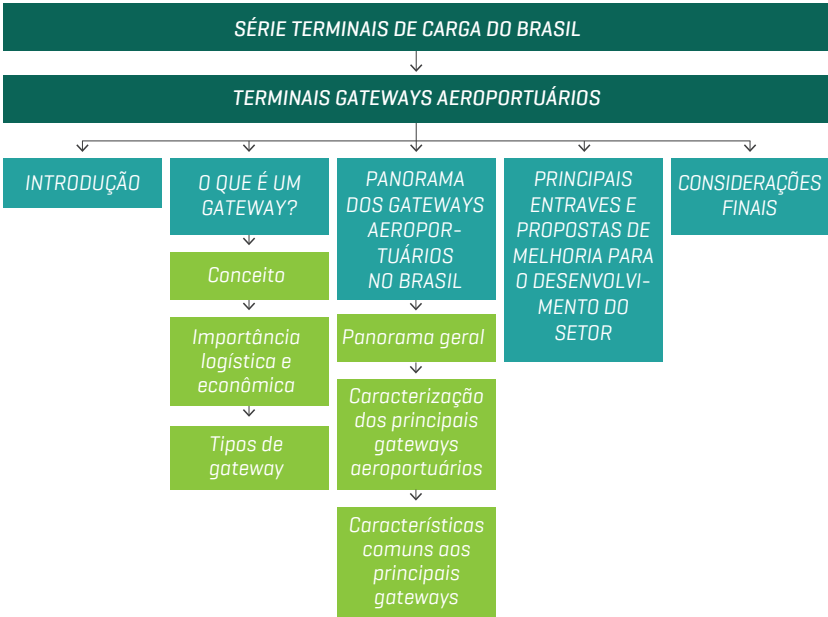 SÉRIE TERMINAIS DE CARGA DO BRASIL
TERMINAIS GATEWAYS AEROPORTUÁRIOS
INTRODUÇÃO
O QUE É UM
GATEWAY?
Conceito
Importância
logística e
econômica
Tipos de
gateway
PANORAMA
DOS GATEWAYS
AEROPOR-
TUÁRIOS
NO BRASIL
Panorama geral
Caracterização
dos principais
gateways
aeroportuários
Características
comuns aos
principais
gateways
PRINCIPAIS
ENTRAVES E
PROPOSTAS DE
MELHORIA PARA
O DESENVOLVI-
MENTO DO
SETOR
CONSIDERAÇÕES
FINAIS